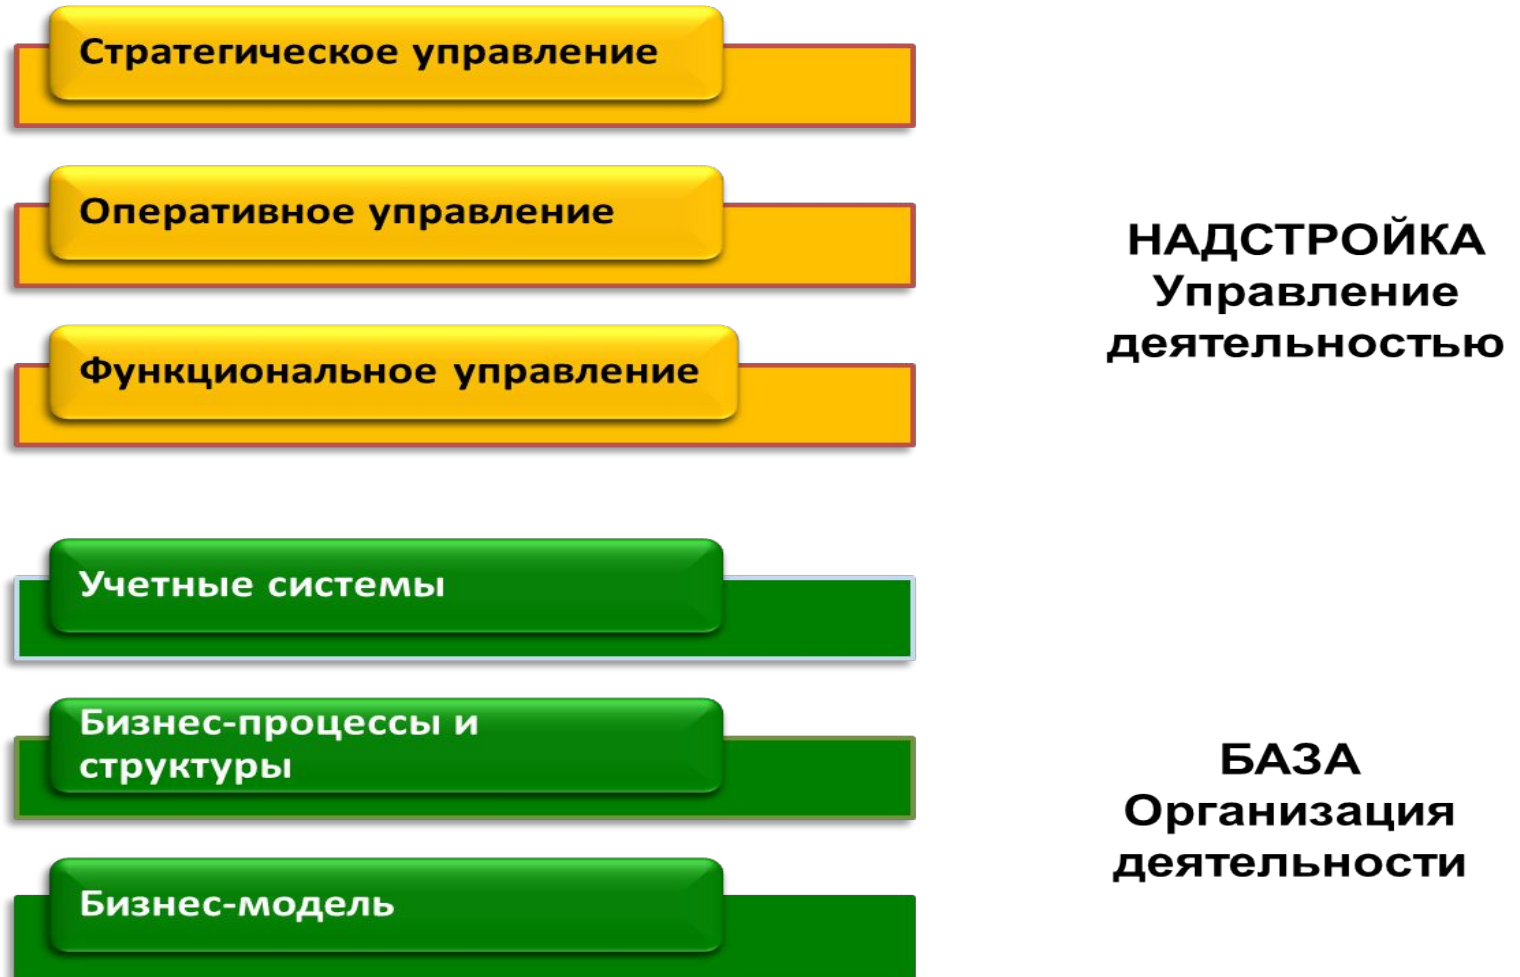 Стратегическое управление
Оперативное управление
Функциональное управление
НАДСТРОЙКА
Управление
деятельностью
Учетные системы
Бизнес-процессы и
структуры
Бизнес-модель
БАЗА
Организация
деятельности